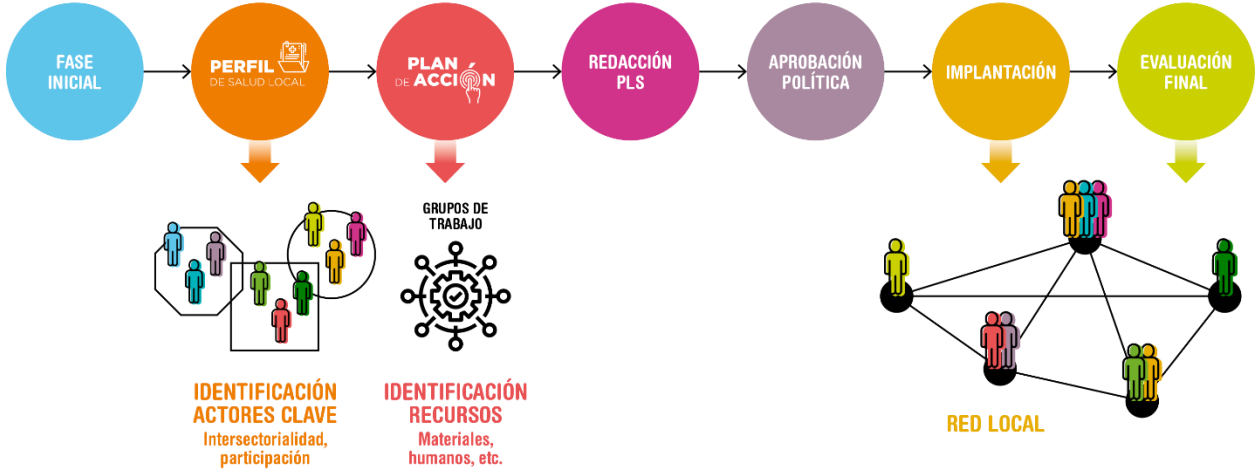 FASE
INICIAL
PERFIL
DE SALUD LOCAL
PLAN
DE ACCIÓN
REDACCIÓN
PLS
APROBACIÓN
POLÍTICA
IMPLANTACIÓN
EVALUACIÓN
FINAL
GRUPOS DE
TRABAJO
IDENTIFICACIÓN
ACTORES CLAVE
Intersectorialidad,
participación
IDENTIFICACIÓN
RECURSOS
Materiales,
humanos, etc.
RED LOCAL